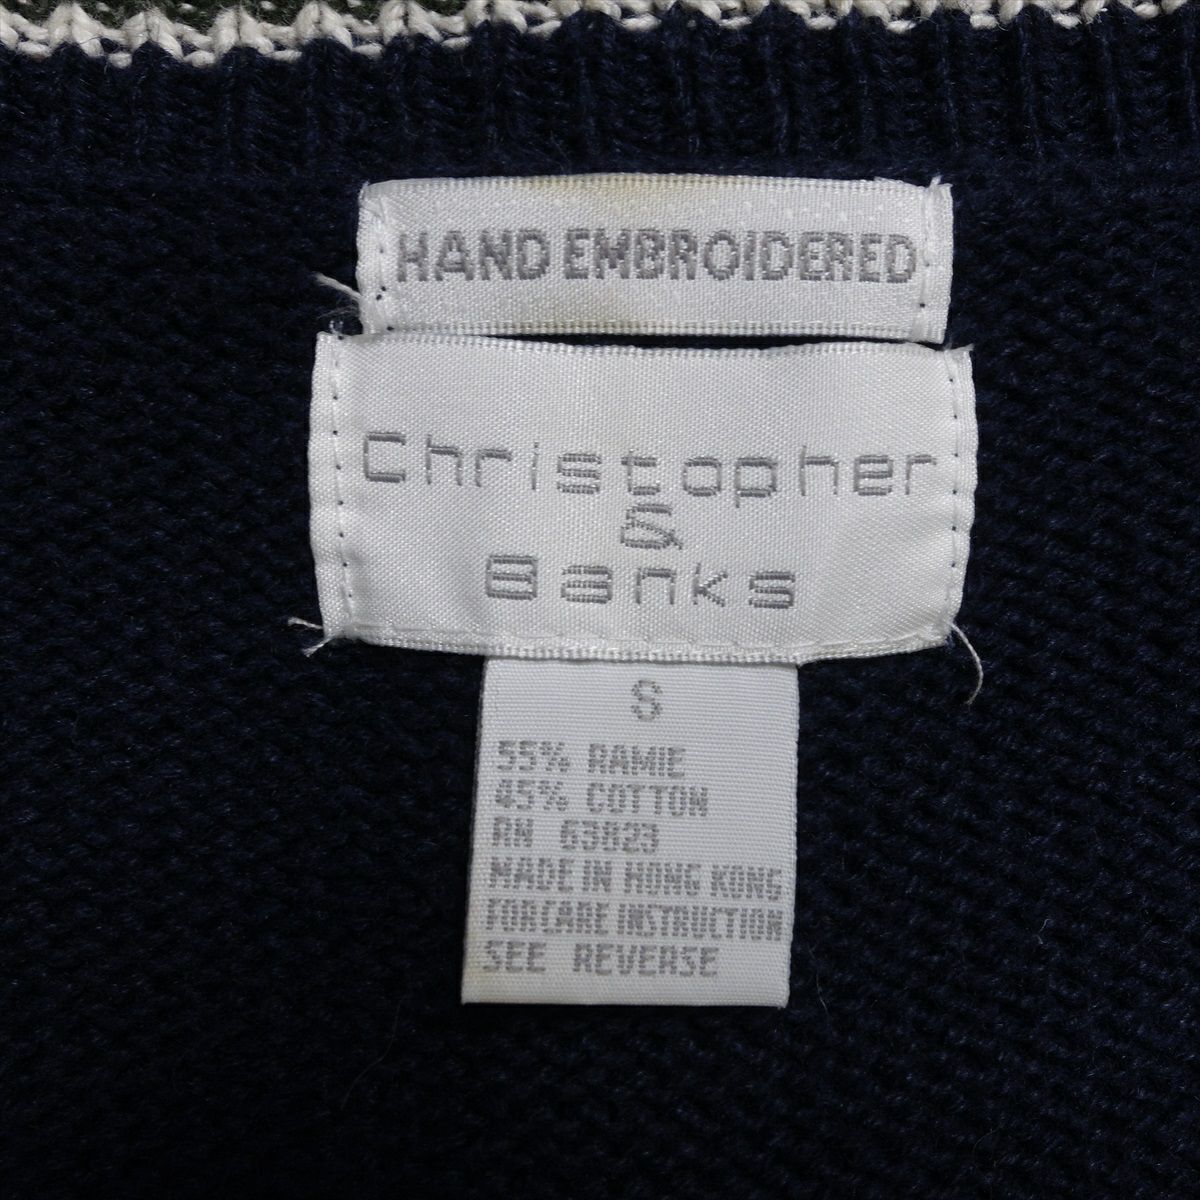 HAND EMBROIDERED
Christopher
&
Banks
S
55% RAMIE
45% COTTON
RN 63823
MADE IN HONG KONG
FOR CARE INSTRUCTION
SEE REVERSE